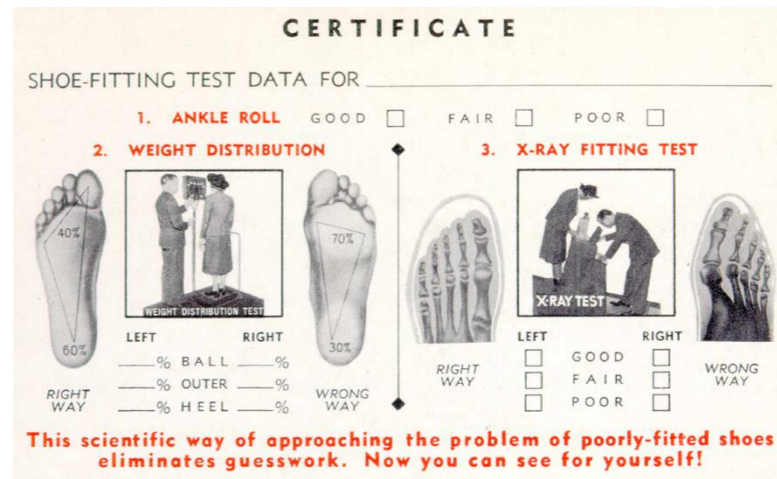 CERTIFICATE
SHOE-FITTING TEST DATA FOR
1. ANKLE ROLL GOOD FAIR POOR
2. WEIGHT DISTRIBUTION
40%
60%
WEIGHT DISTRIBUTION TEST
70%
30%
RIGHT
WAY
LEFT RIGHT
% BALL %
% OUTER %
% HEEL %
WRONG
WAY
3. X-RAY FITTING TEST
X-RAY TEST
RIGHT
WAY
LEFT RIGHT
GOOD
FAIR
POOR
WRONG
WAY
This scientific way of approaching the problem of poorly-fitted shoes
eliminates guesswork. Now you can see for yourself!